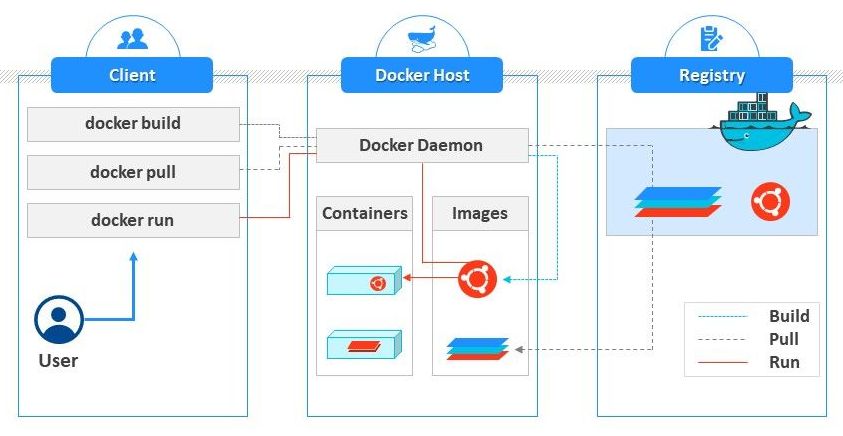 Client
Docker Host
Registry
docker build
docker pull
docker run
User
Docker Daemon
Containers
Images
Build
Pull
Run